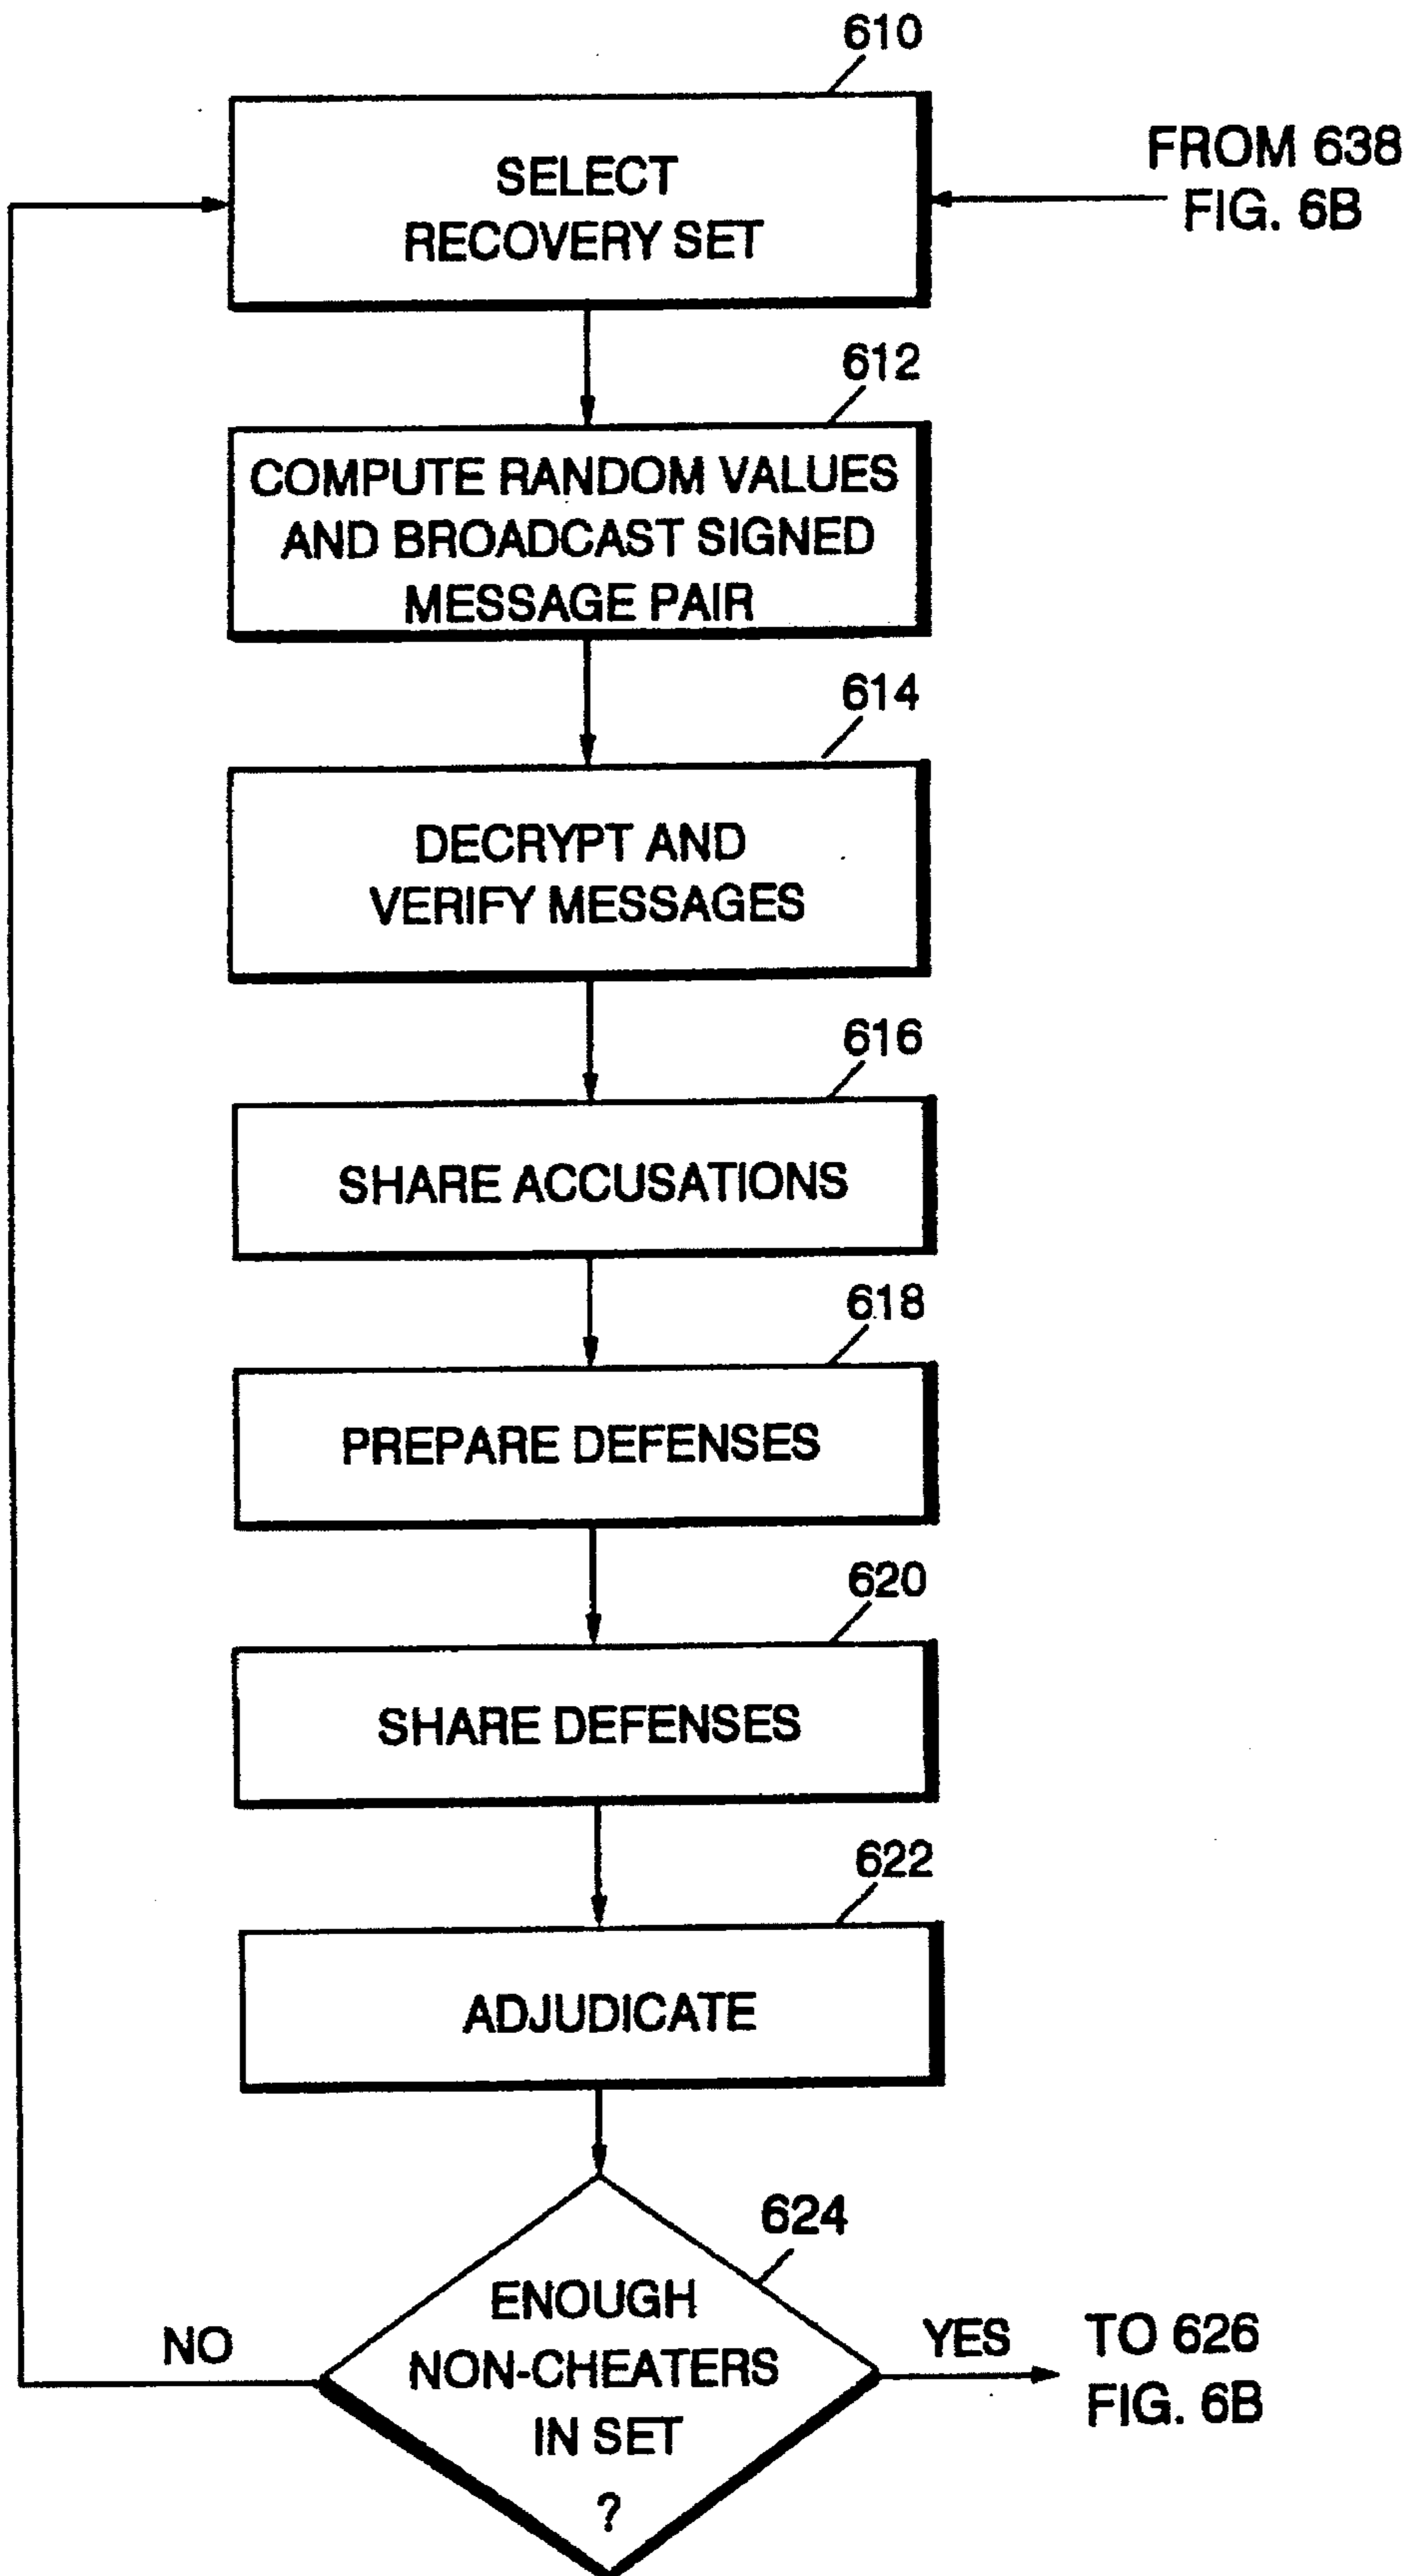 610
SELECT
RECOVERY SET
FROM 638
FIG. 6B
612
COMPUTE RANDOM VALUES
AND BROADCAST SIGNED
MESSAGE PAIR
614
DECRYPT AND
VERIFY MESSAGES
616
SHARE ACCUSATIONS
618
PREPARE DEFENSES
620
SHARE DEFENSES
622
ADJUDICATE
624
ENOUGH
NON-CHEATERS
IN SET
?
NO
YES
TO 626
FIG. 6B